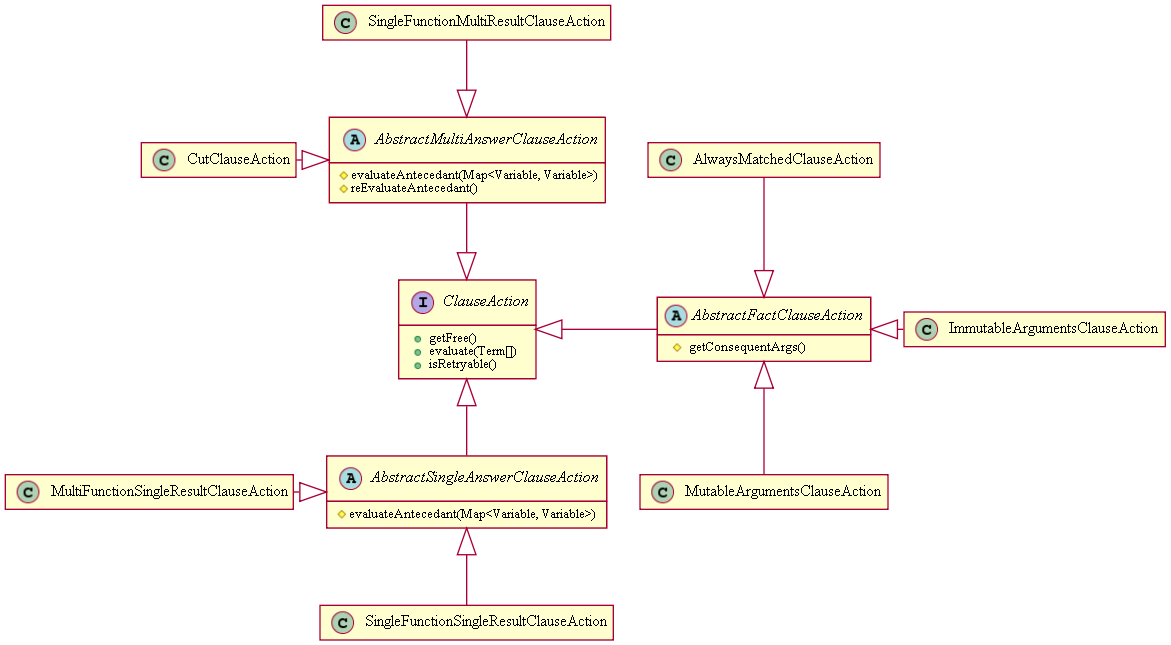 C SingleFunctionMultiResultClauseAction
A AbstractMultiAnswerClauseAction
evaluateAntecedant(Map<Variable, Variable>)
reEvaluateAntecedant()
C CutClauseAction
C AlwaysMatchedClauseAction
I ClauseAction
getFree()
evaluate(Term[])
isRetryable()
A AbstractFactClauseAction
getConsequentArgs()
C ImmutableArgumentsClauseAction
A AbstractSingleAnswerClauseAction
evaluateAntecedant(Map<Variable, Variable>)
C MultiFunctionSingleResultClauseAction
C MutableArgumentsClauseAction
C SingleFunctionSingleResultClauseAction